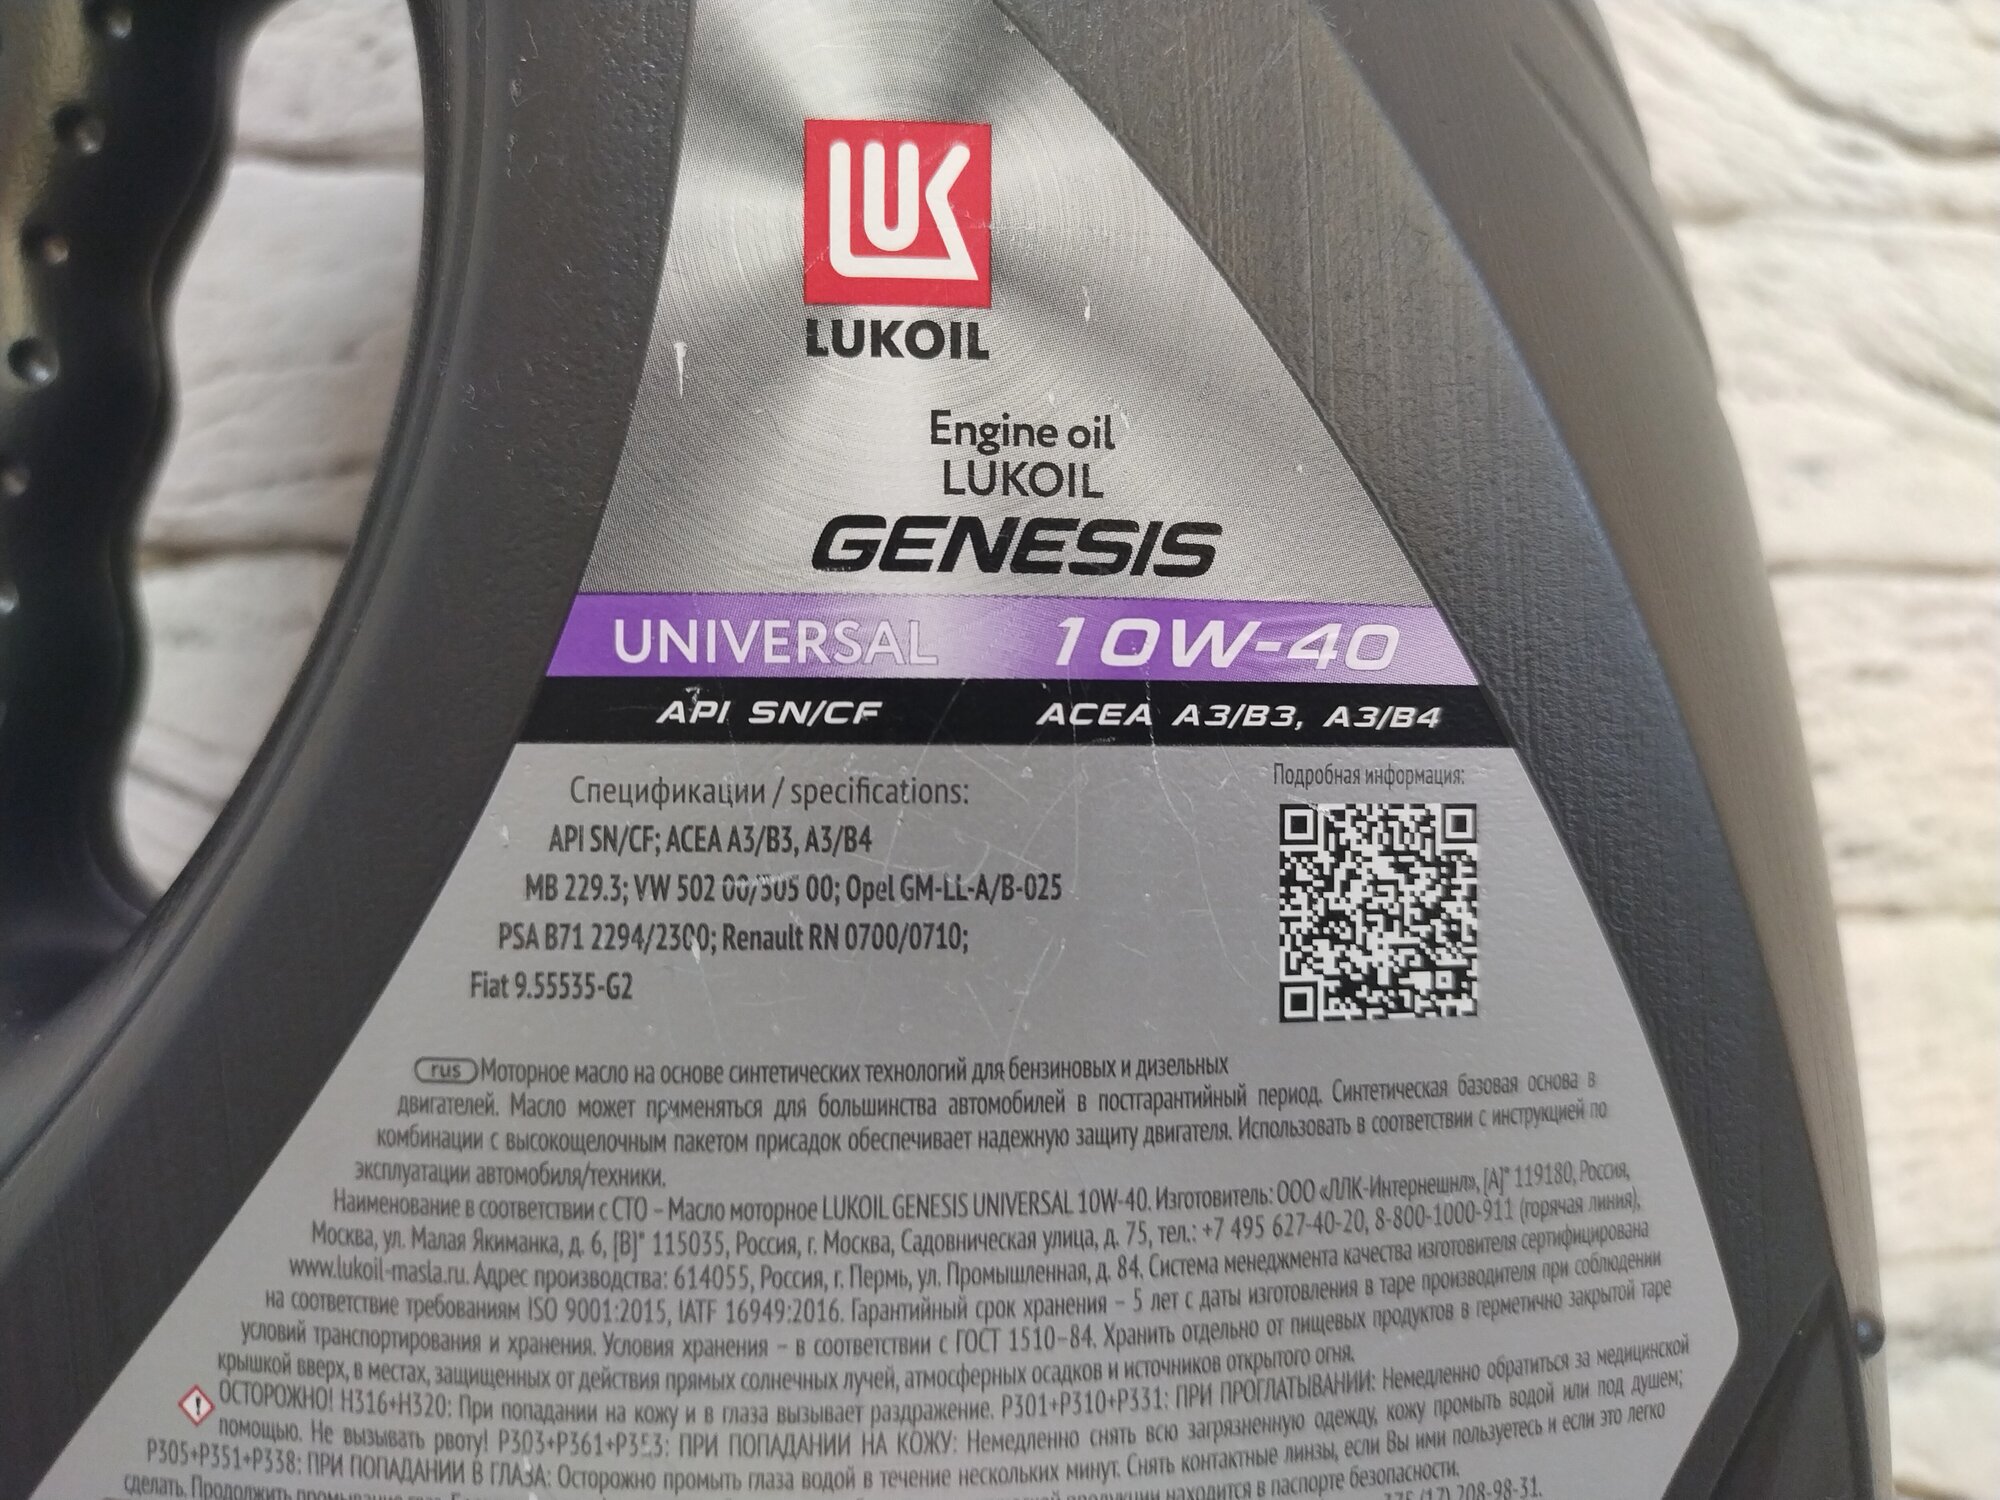 LUK
LUKOIL
Engine oil
LUKOIL
GENESIS
UNIVERSAL 10W-40
API SN/CF ACEA A3/B3, A3/B4
Спецификации / specifications:
API SN/CF; ACEA A3/B3, A3/B4
MB 229.3; VW 502 00/505 00; Opel GM-LL-A/B-025
PSA B71 2294/2300; Renault RN 0700/0710;
Fiat 9.55535-G2
Подробная информация:
rus Моторное масло на основе синтетических технологий для бензиновых и дизельных
двигателей. Масло может применяться для большинства автомобилей в постгарантийный период. Синтетическая базовая основа в
комбинации с высокощелочным пакетом присадок обеспечивает надежную защиту двигателя. Использовать в соответствии с инструкцией по
эксплуатации автомобиля/техники.
Наименование в соответствии с СТО – Масло моторное LUKOIL GENESIS UNIVERSAL 10W-40. Изготовитель: ООО «ЛЛК-Интернешнл», [A]* 119180, Россия,
Москва, ул. Малая Якиманка, д. 6, [B]* 115035, Россия, г. Москва, Садовническая улица, д. 75, тел.: +7 495 627-40-20, 8-800-1000-911 (горячая линия),
www.lukoil-masla.ru. Адрес производства: 614055, Россия, г. Пермь, ул. Промышленная, д. 84. Система менеджмента качества изготовителя сертифицирована
на соответствие требованиям ISO 9001:2015, IATF 16949:2016. Гарантийный срок хранения – 5 лет с даты изготовления в таре производителя при соблюдении
условий транспортирования и хранения. Условия хранения – в соответствии с ГОСТ 1510–84. Хранить отдельно от пищевых продуктов в герметично закрытой таре
крышкой вверх, в местах, защищенных от действия прямых солнечных лучей, атмосферных осадков и источников открытого огня.
ОСТОРОЖНО! H316+H320: При попадании на кожу и в глаза вызывает раздражение. P301+P310+P331: ПРИ ПРОГЛАТЫВАНИИ: Немедленно обратиться за медицинской
помощью. Не вызывать рвоту! P303+P361+P353: ПРИ ПОПАДАНИИ НА КОЖУ: Немедленно снять всю загрязненную одежду, кожу промыть водой или под душем;
P305+P351+P338: ПРИ ПОПАДАНИИ В ГЛАЗА: Осторожно промыть глаза водой в течение нескольких минут. Снять контактные линзы, если Вы ими пользуетесь и если это легко
сделать. Продолжить промывание глаз. продукции находится в паспорте безопасности.
(17) 208-98-31.